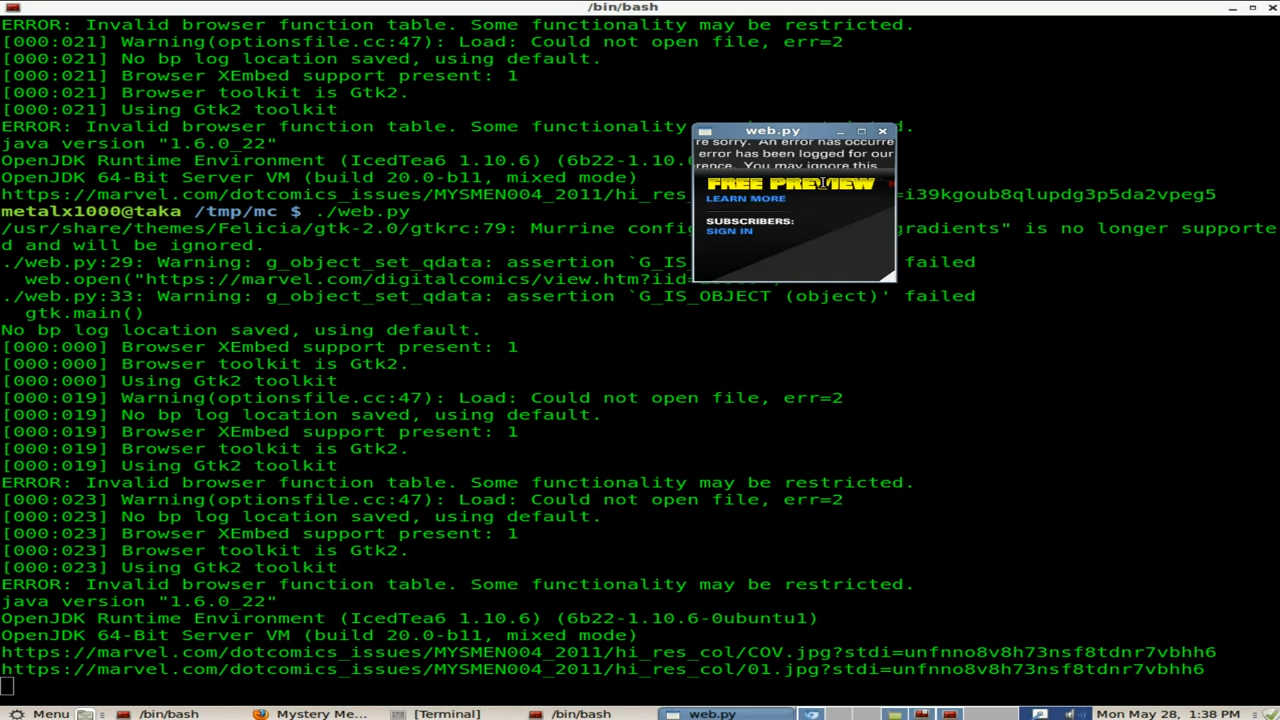 /bin/bash
ERROR: Invalid browser function table. Some functionality may be restricted.
[000:021] Warning(optionsfile.cc:47): Load: Could not open file, err=2
[000:021] No bp log location saved, using default.
[000:021] Browser XEmbed support present: 1
[000:021] Browser toolkit is Gtk2.
[000:021] Using Gtk2 toolkit
ERROR: Invalid browser function table. Some functionality d.
java version "1.6.0_22"
OpenJDK Runtime Environment (IcedTea6 1.10.6) (6b22-1.10.6
OpenJDK 64-Bit Server VM (build 20.0-b11, mixed mode)
https://marvel.com/dotcomics_issues/MYSMEN004_2011/hi_res =i39kgoub8qlupdg3p5da2vpeg5
metalx1000@taka /tmp/mc $ ./web.py
/usr/share/themes/Felicia/gtk-2.0/gtkrc:79: Murrine confi gradients" is no longer supporte
d and will be ignored.
./web.py:29: Warning: g_object_set_qdata: assertion `G_IS failed
web.open("https://marvel.com/digitalcomics/view.htm?iid=
./web.py:33: Warning: g_object_set_qdata: assertion `G_IS_OBJECT (object)' failed
gtk.main()
No bp log location saved, using default.
[000:000] Browser XEmbed support present: 1
[000:000] Browser toolkit is Gtk2.
[000:000] Using Gtk2 toolkit
[000:019] Warning(optionsfile.cc:47): Load: Could not open file, err=2
[000:019] No bp log location saved, using default.
[000:019] Browser XEmbed support present: 1
[000:019] Browser toolkit is Gtk2.
[000:019] Using Gtk2 toolkit
ERROR: Invalid browser function table. Some functionality may be restricted.
[000:023] Warning(optionsfile.cc:47): Load: Could not open file, err=2
[000:023] No bp log location saved, using default.
[000:023] Browser XEmbed support present: 1
[000:023] Browser toolkit is Gtk2.
[000:023] Using Gtk2 toolkit
ERROR: Invalid browser function table. Some functionality may be restricted.
java version "1.6.0_22"
OpenJDK Runtime Environment (IcedTea6 1.10.6) (6b22-1.10.6-0ubuntu1)
OpenJDK 64-Bit Server VM (build 20.0-b11, mixed mode)
https://marvel.com/dotcomics_issues/MYSMEN004_2011/hi_res_col/COV.jpg?stdi=unfnno8v8h73nsf8tdnr7vbhh6
https://marvel.com/dotcomics_issues/MYSMEN004_2011/hi_res_col/01.jpg?stdi=unfnno8v8h73nsf8tdnr7vbhh6
web.py
re sorry. An error has occurre
error has been logged for our
rence. You may ignore this
FREE PREVIEW
LEARN MORE
SUBSCRIBERS:
SIGN IN
Menu /bin/bash Mystery Me... [Terminal] /bin/bash web.py Mon May 28, 1:38 PM